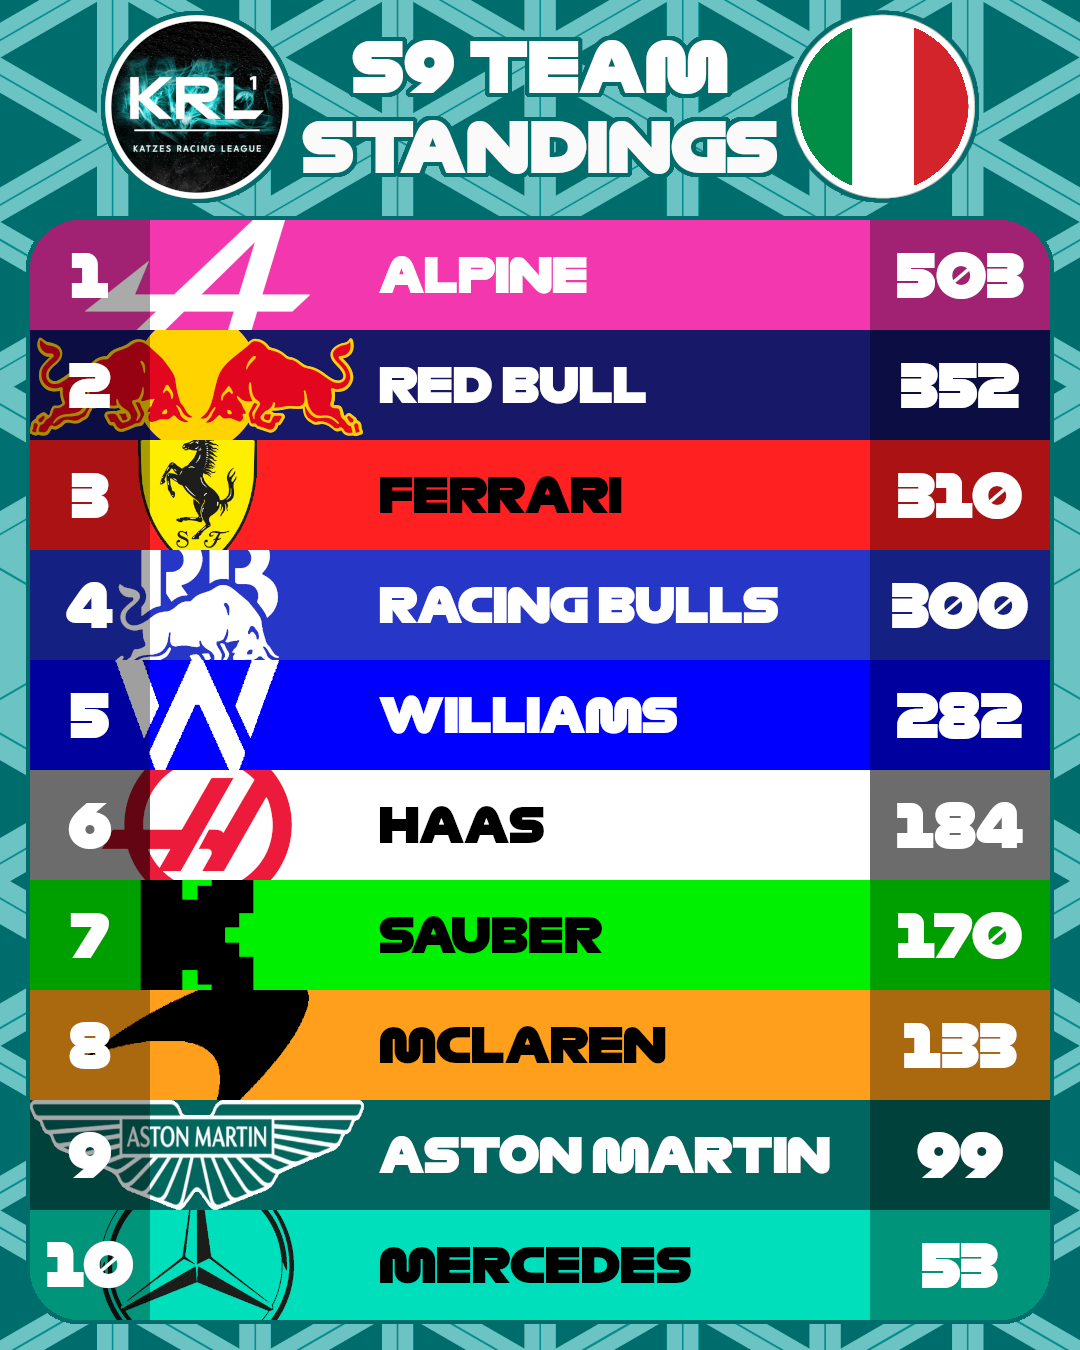 KRL1
KATZES RACING LEAGUE
S9 TEAM
STANDINGS
1 ALPINE 503
2 RED BULL 352
S F
3 FERRARI 310
RB
4 RACING BULLS 300
5 WILLIAMS 282
6 HAAS 184
7 SAUBER 170
8 MCLAREN 133
ASTON MARTIN
9 ASTON MARTIN 99
10 MERCEDES 53